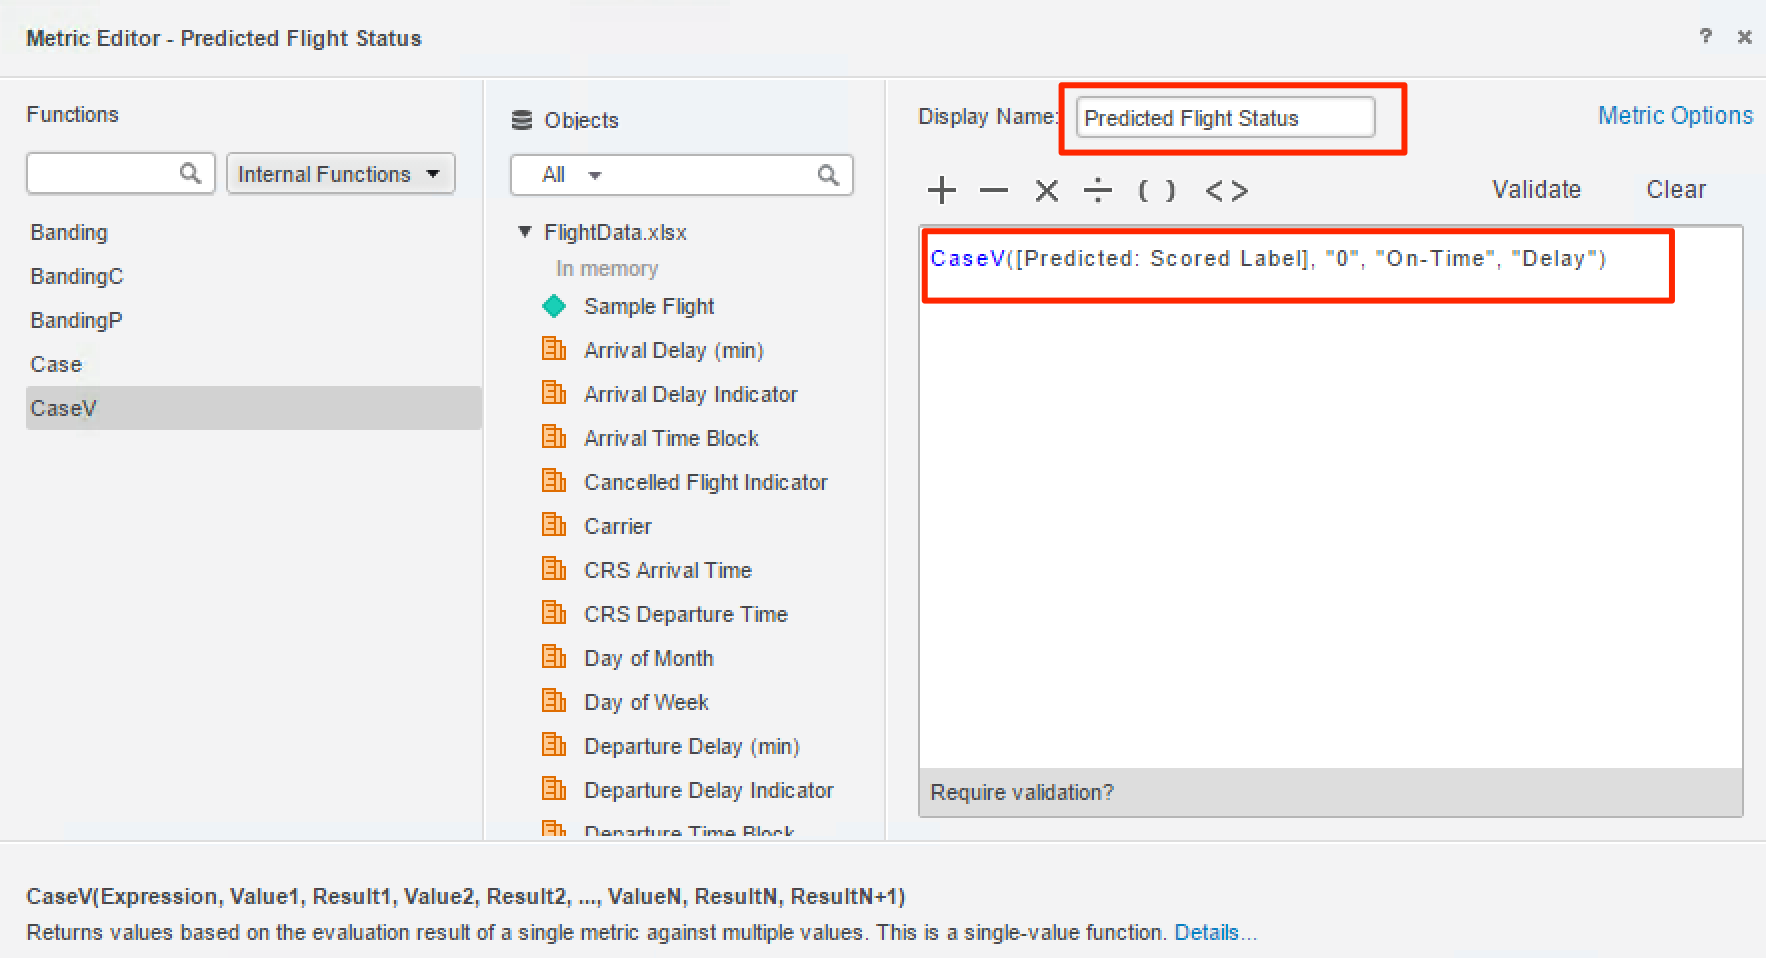 Metric Editor - Predicted Flight Status
? ×
Functions
Internal Functions
Banding
BandingC
BandingP
Case
CaseV
Objects
All
FlightData.xlsx
In memory
Sample Flight
Arrival Delay (min)
Arrival Delay Indicator
Arrival Time Block
Cancelled Flight Indicator
Carrier
CRS Arrival Time
CRS Departure Time
Day of Month
Day of Week
Departure Delay (min)
Departure Delay Indicator
Departure Time Block
Display Name: Predicted Flight Status
Metric Options
+ − × ÷ ( ) < >
Validate Clear
CaseV([Predicted: Scored Label], "0", "On-Time", "Delay")
Require validation?
CaseV(Expression, Value1, Result1, Value2, Result2, ..., ValueN, ResultN, ResultN+1)
Returns values based on the evaluation result of a single metric against multiple values. This is a single-value function. Details...